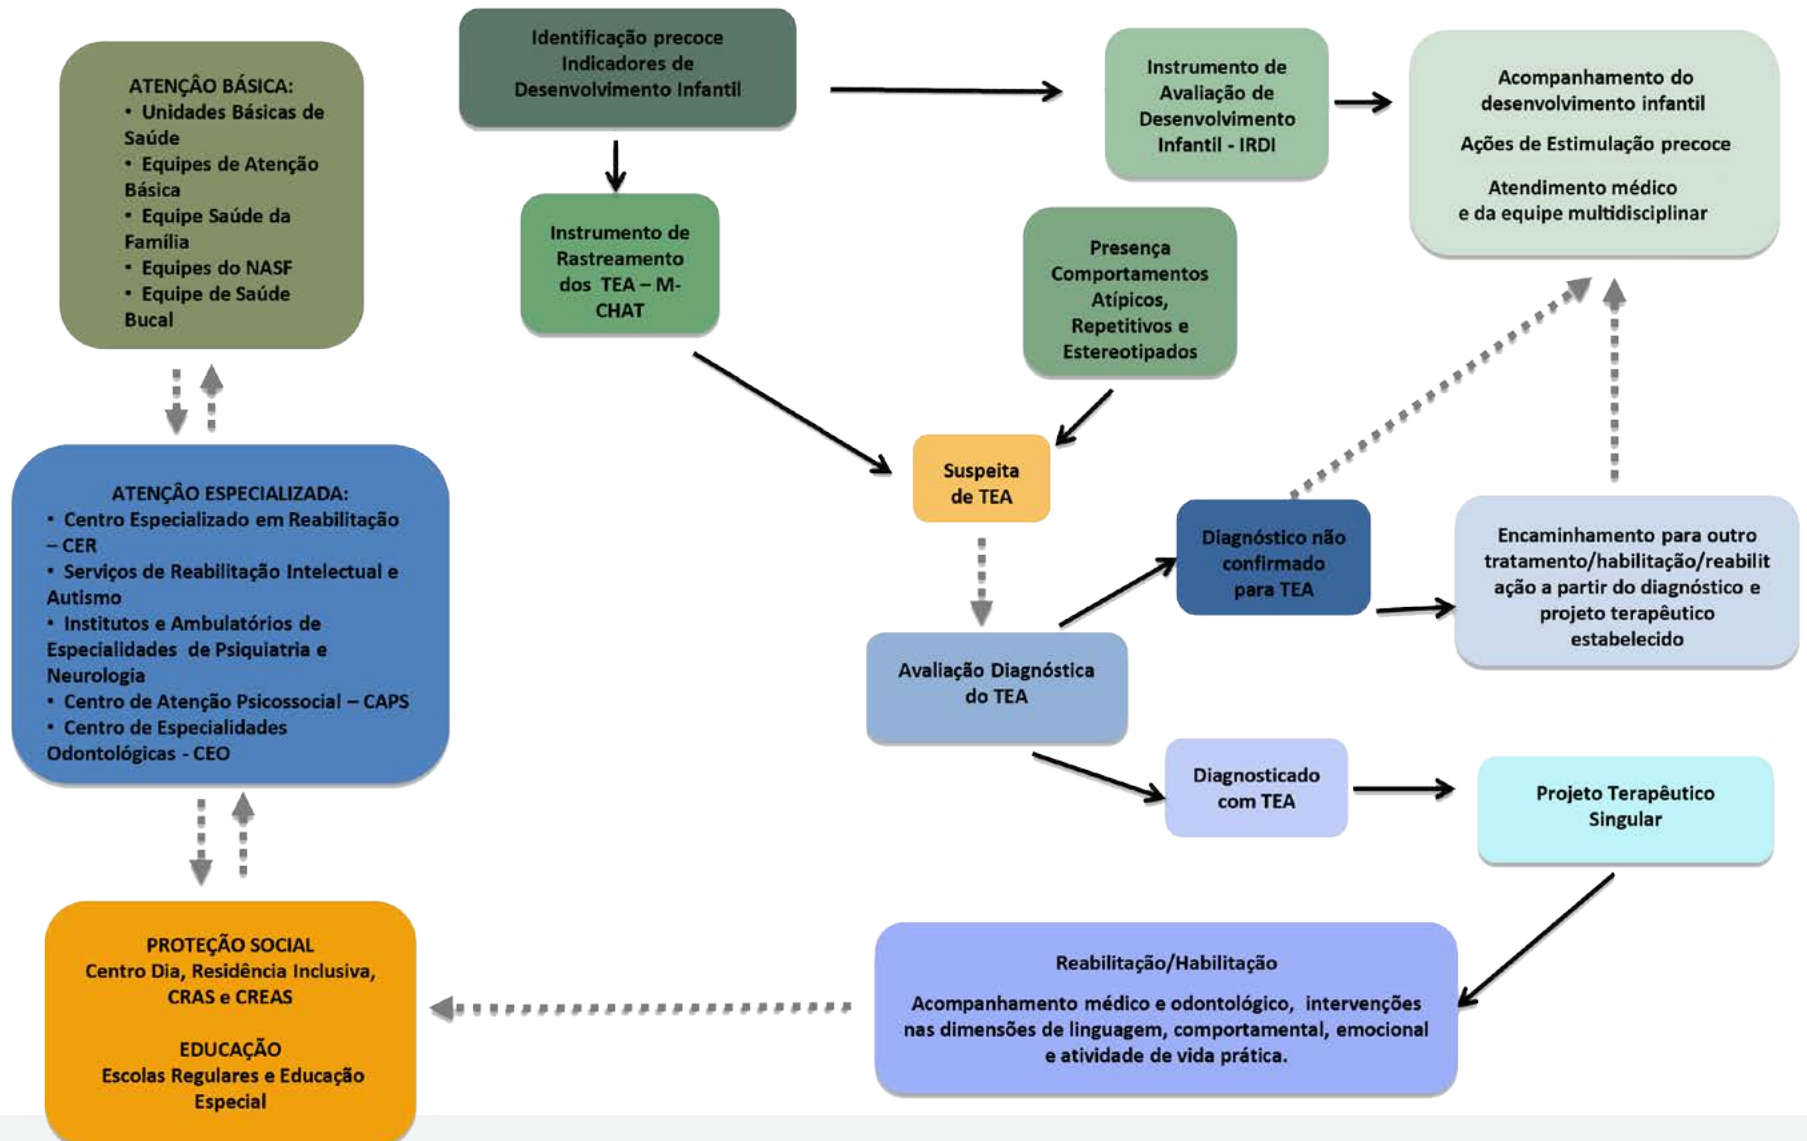 ATENÇÂO BÁSICA:
• Unidades Básicas de
Saúde
• Equipes de Atenção
Básica
• Equipe Saúde da
Família
• Equipes do NASF
• Equipe de Saúde
Bucal
ATENÇÂO ESPECIALIZADA:
• Centro Especializado em Reabilitação
– CER
• Serviços de Reabilitação Intelectual e
Autismo
• Institutos e Ambulatórios de
Especialidades de Psiquiatria e
Neurologia
• Centro de Atenção Psicossocial – CAPS
• Centro de Especialidades
Odontológicas - CEO
PROTEÇÃO SOCIAL
Centro Dia, Residência Inclusiva,
CRAS e CREAS
EDUCAÇÃO
Escolas Regulares e Educação
Especial
Identificação precoce
Indicadores de
Desenvolvimento Infantil
Instrumento de
Rastreamento
dos TEA – M-
CHAT
Instrumento de
Avaliação de
Desenvolvimento
Infantil - IRDI
Acompanhamento do
desenvolvimento infantil
Ações de Estimulação precoce
Atendimento médico
e da equipe multidisciplinar
Presença
Comportamentos
Atípicos,
Repetitivos e
Estereotipados
Suspeita
de TEA
Avaliação Diagnóstica
do TEA
Diagnóstico não
confirmado
para TEA
Encaminhamento para outro
tratamento/habilitação/reabilit
ação a partir do diagnóstico e
projeto terapêutico
estabelecido
Diagnosticado
com TEA
Projeto Terapêutico
Singular
Reabilitação/Habilitação
Acompanhamento médico e odontológico, intervenções
nas dimensões de linguagem, comportamental, emocional
e atividade de vida prática.